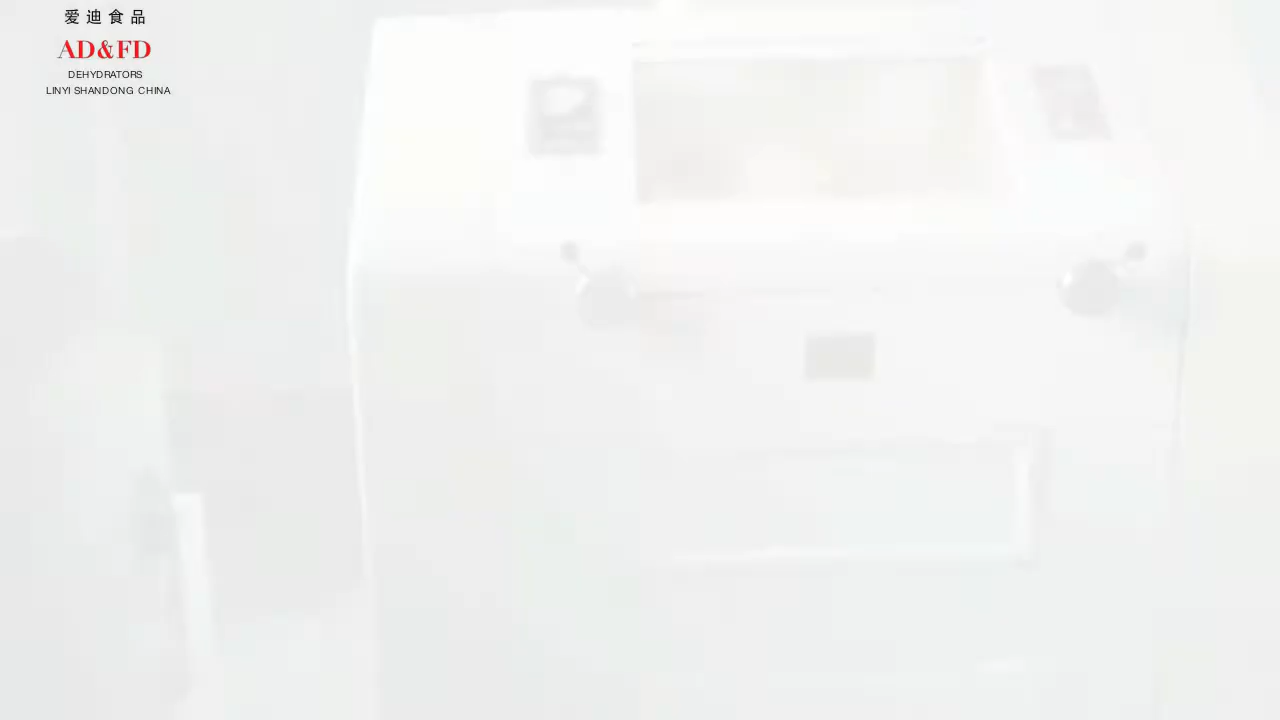 爱迪食品
AD&FD
DEHYDRATORS
LINYI SHANDONG CHINA